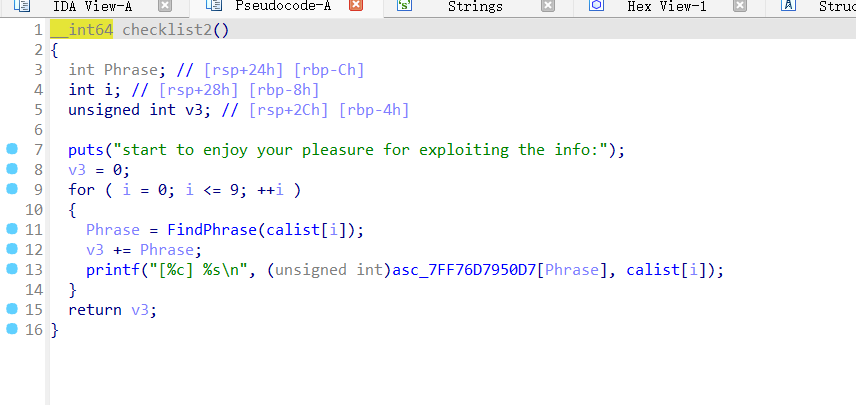 IDA View-A Pseudocode-A Strings Hex View-1 Struc
1 __int64 checklist2()
2 {
3 int Phrase; // [rsp+24h] [rbp-Ch]
4 int i; // [rsp+28h] [rbp-8h]
5 unsigned int v3; // [rsp+2Ch] [rbp-4h]
6
7 puts("start to enjoy your pleasure for exploiting the info:");
8 v3 = 0;
9 for ( i = 0; i <= 9; ++i )
10 {
11 Phrase = FindPhrase(calist[i]);
12 v3 += Phrase;
13 printf("[%c] %s\n", (unsigned int)asc_7FF76D7950D7[Phrase], calist[i]);
14 }
15 return v3;
16 }